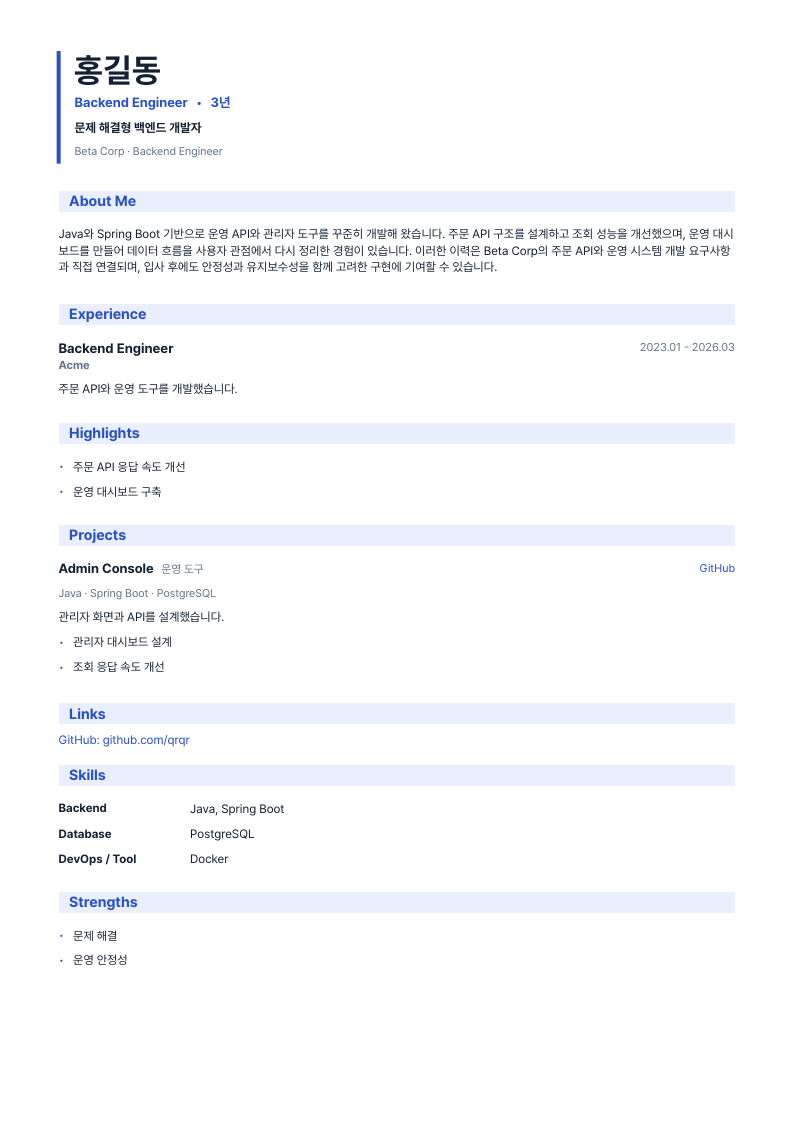 홍길동
Backend Engineer • 3년
문제 해결형 백엔드 개발자
Beta Corp · Backend Engineer
About Me
Java와 Spring Boot 기반으로 운영 API와 관리자 도구를 꾸준히 개발해 왔습니다. 주문 API 구조를 설계하고 조회 성능을 개선했으며, 운영 대시
보드를 만들어 데이터 흐름을 사용자 관점에서 다시 정리한 경험이 있습니다. 이러한 이력은 Beta Corp의 주문 API와 운영 시스템 개발 요구사항
과 직접 연결되며, 입사 후에도 안정성과 유지보수성을 함께 고려한 구현에 기여할 수 있습니다.
Experience
Backend Engineer 2023.01 - 2026.03
Acme
주문 API와 운영 도구를 개발했습니다.
Highlights
• 주문 API 응답 속도 개선
• 운영 대시보드 구축
Projects
Admin Console 운영 도구 GitHub
Java · Spring Boot · PostgreSQL
관리자 화면과 API를 설계했습니다.
• 관리자 대시보드 설계
• 조회 응답 속도 개선
Links
GitHub: github.com/qrqr
Skills
Backend Java, Spring Boot
Database PostgreSQL
DevOps / Tool Docker
Strengths
• 문제 해결
• 운영 안정성